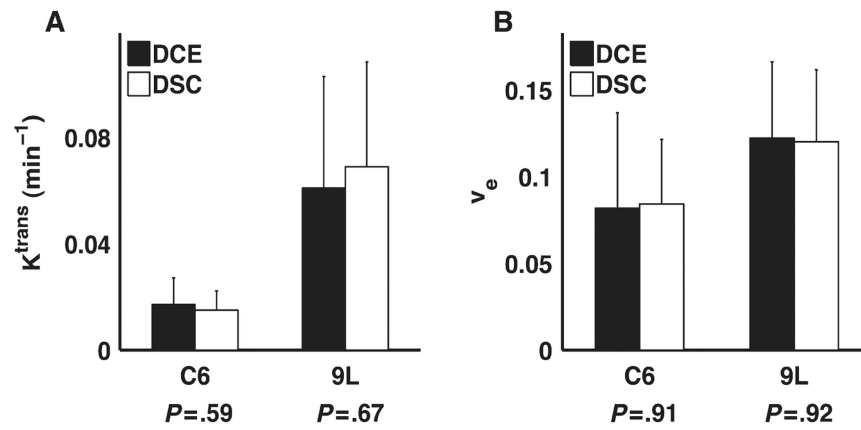 A
DCE
DSC
K^trans (min^−1)
0.08
0.04
0
C6
9L
P=.59
P=.67
B
DCE
DSC
v_e
0.15
0.1
0.05
0
C6
9L
P=.91
P=.92